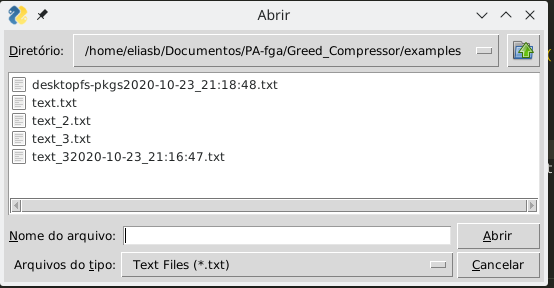 Abrir
Diretório: /home/eliasb/Documentos/PA-fga/Greed_Compressor/examples
desktopfs-pkgs2020-10-23_21:18:48.txt
text.txt
text_2.txt
text_3.txt
text_32020-10-23_21:16:47.txt
Nome do arquivo: Abrir
Arquivos do tipo: Text Files (*.txt) Cancelar